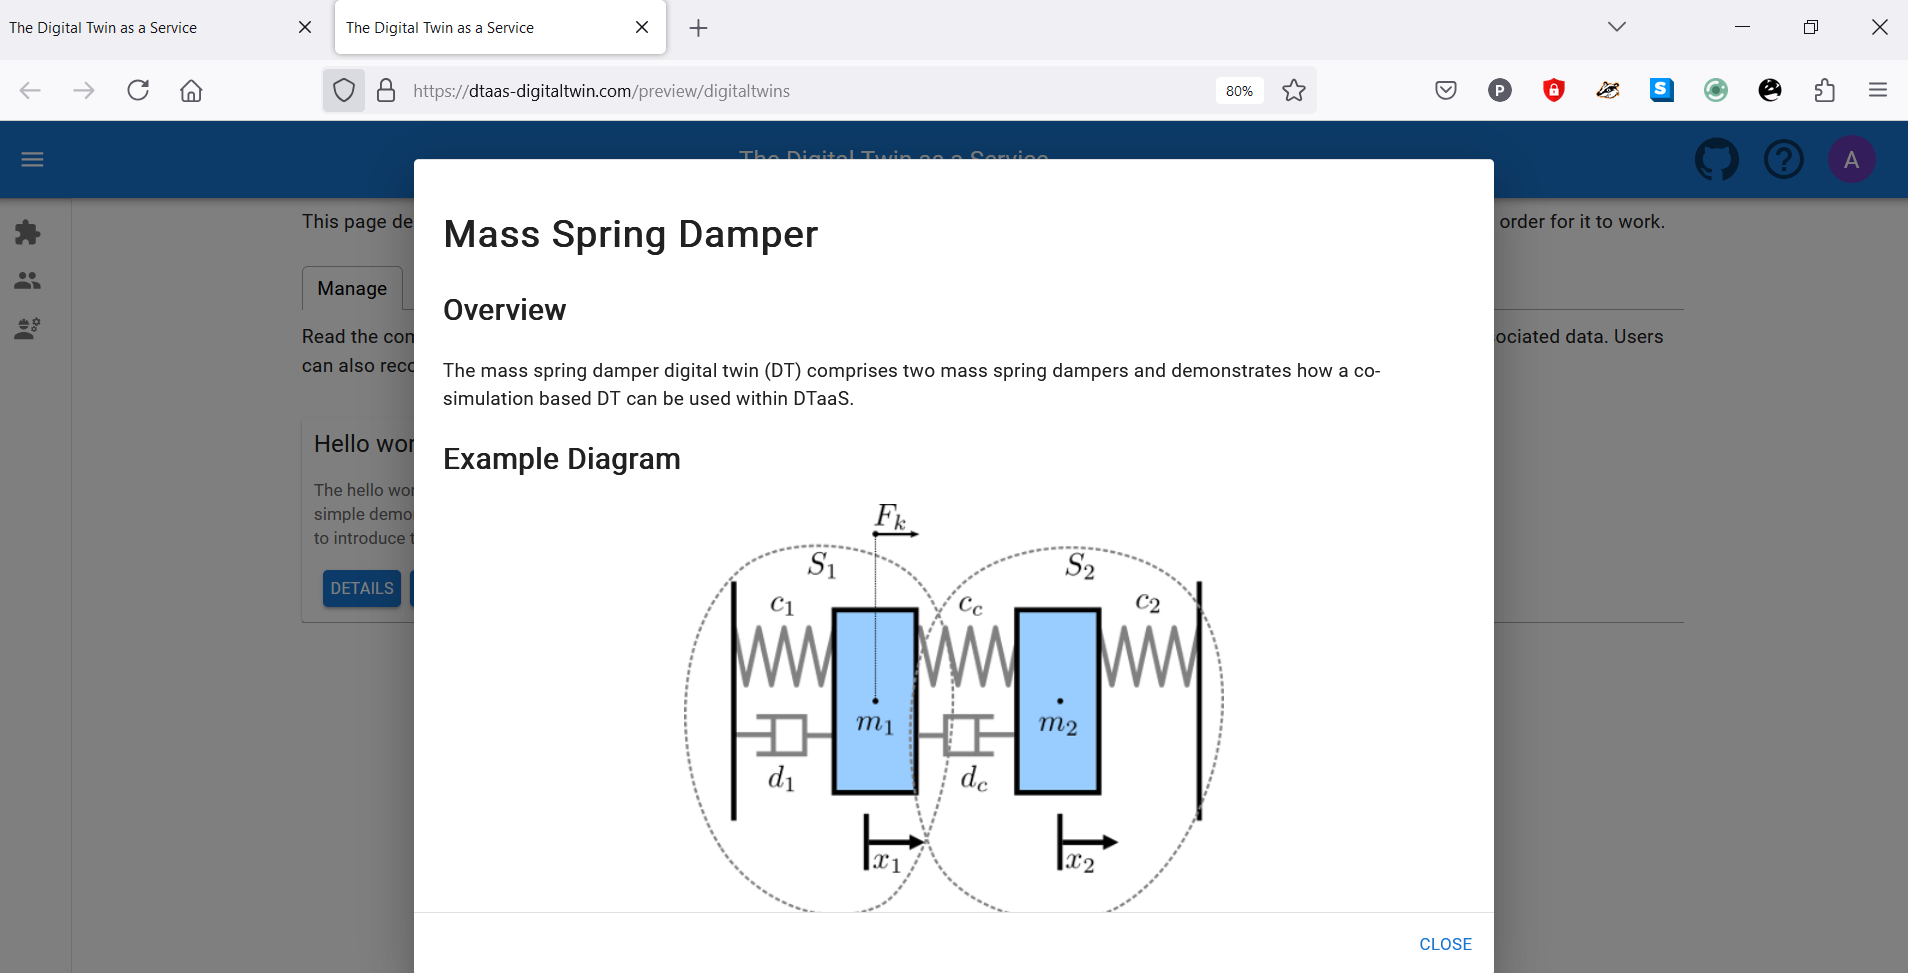 The Digital Twin as a Service
The Digital Twin as a Service
https://dtaas-digitaltwin.com/preview/digitaltwins
80%
P
S
The Digital Twin as a Service
A
This page de
order for it to work.
Manage
Read the con
ociated data. Users
can also reco
Hello wor
The hello wor
simple demo
to introduce t
DETAILS
Mass Spring Damper
Overview
The mass spring damper digital twin (DT) comprises two mass spring dampers and demonstrates how a co-
simulation based DT can be used within DTaaS.
Example Diagram
F_k
S_1
S_2
c_1
c_c
c_2
m_1
m_2
d_1
d_c
x_1
x_2
CLOSE